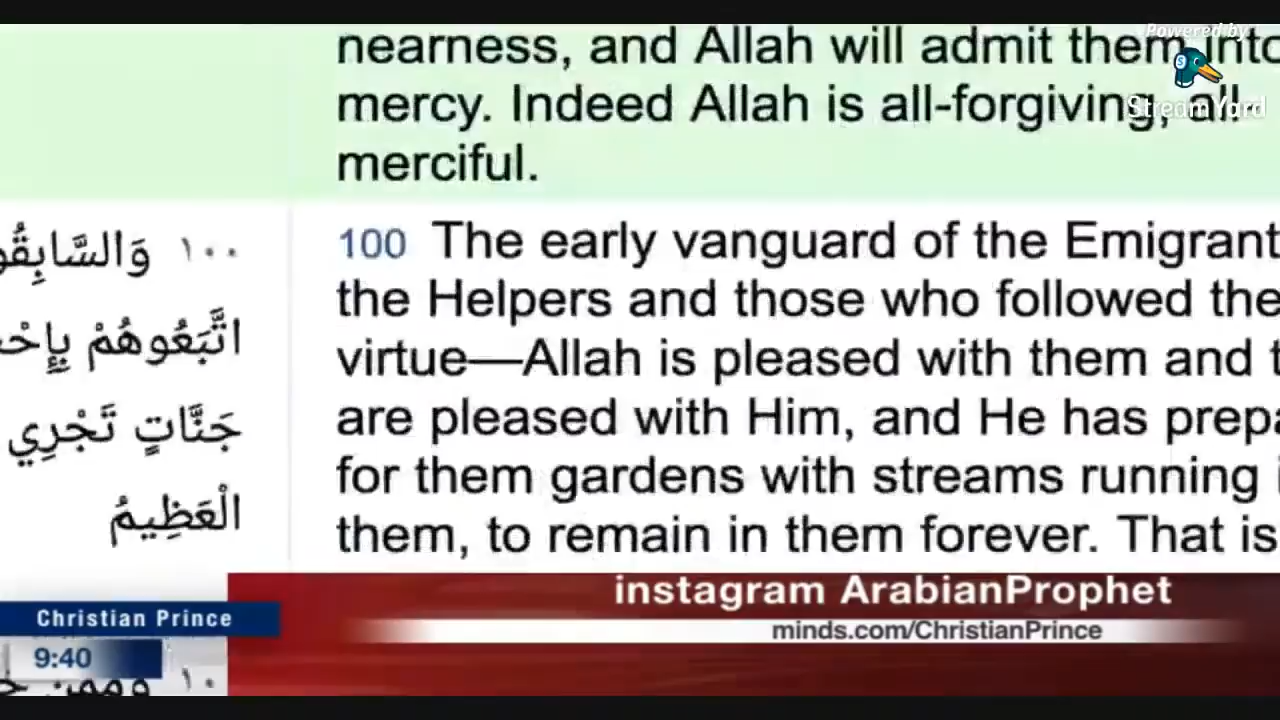 Powered by
StreamYard
nearness, and Allah will admit them into
mercy. Indeed Allah is all-forgiving, all
merciful.
١٠٠ وَالسَّابِقُو
اتَّبَعُوهُمْ بِإِحْ
جَنَّاتٍ تَجْرِي
الْعَظِيمُ
100 The early vanguard of the Emigrant
the Helpers and those who followed the
virtue—Allah is pleased with them and t
are pleased with Him, and He has prepa
for them gardens with streams running i
them, to remain in them forever. That is
instagram ArabianProphet
minds.com/ChristianPrince
Christian Prince
9:40